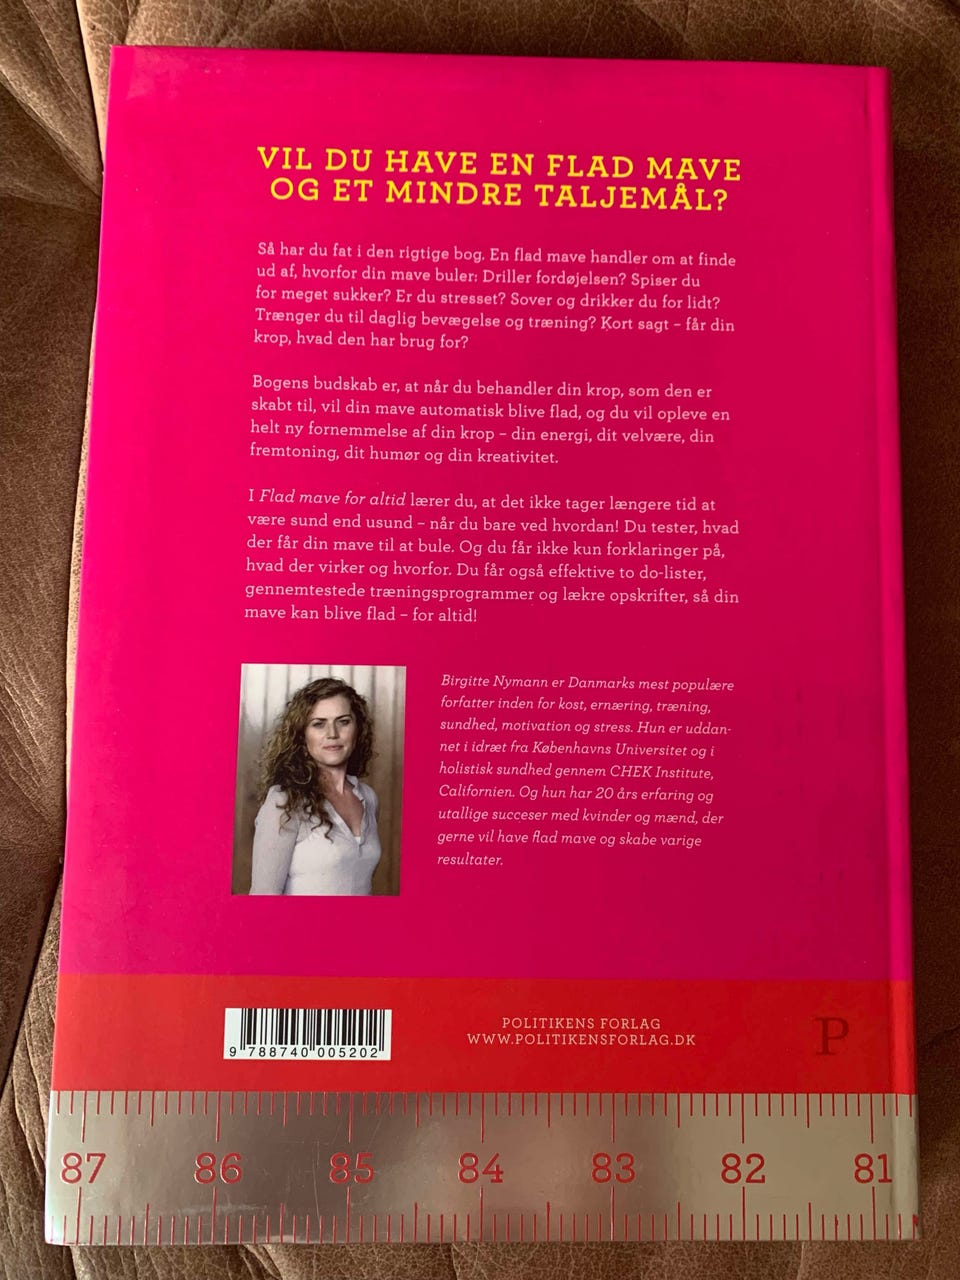 VIL DU HAVE EN FLAD MAVE
OG ET MINDRE TALJEMÅL?
Så har du fat i den rigtige bog. En flad mave handler om at finde
ud af, hvorfor din mave buler: Driller fordøjelsen? Spiser du
for meget sukker? Er du stresset? Sover og drikker du for lidt?
Trænger du til daglig bevægelse og træning? Kort sagt – får din
krop, hvad den har brug for?
Bogens budskab er, at når du behandler din krop, som den er
skabt til, vil din mave automatisk blive flad, og du vil opleve en
helt ny fornemmelse af din krop – din energi, dit velvære, din
fremtoning, dit humør og din kreativitet.
I Flad mave for altid lærer du, at det ikke tager længere tid at
være sund end usund – når du bare ved hvordan! Du tester, hvad
der får din mave til at bule. Og du får ikke kun forklaringer på,
hvad der virker og hvorfor. Du får også effektive to do-lister,
gennemtestede træningsprogrammer og lækre opskrifter, så din
mave kan blive flad – for altid!
Birgitte Nymann er Danmarks mest populære
forfatter inden for kost, ernæring, træning,
sundhed, motivation og stress. Hun er uddan-
net i idræt fra Københavns Universitet og i
holistisk sundhed gennem CHEK Institute,
Californien. Og hun har 20 års erfaring og
utallige succeser med kvinder og mænd, der
gerne vil have flad mave og skabe varige
resultater.
9 788740 005202
POLITIKENS FORLAG
WWW.POLITIKENSFORLAG.DK
P
87 86 85 84 83 82 81